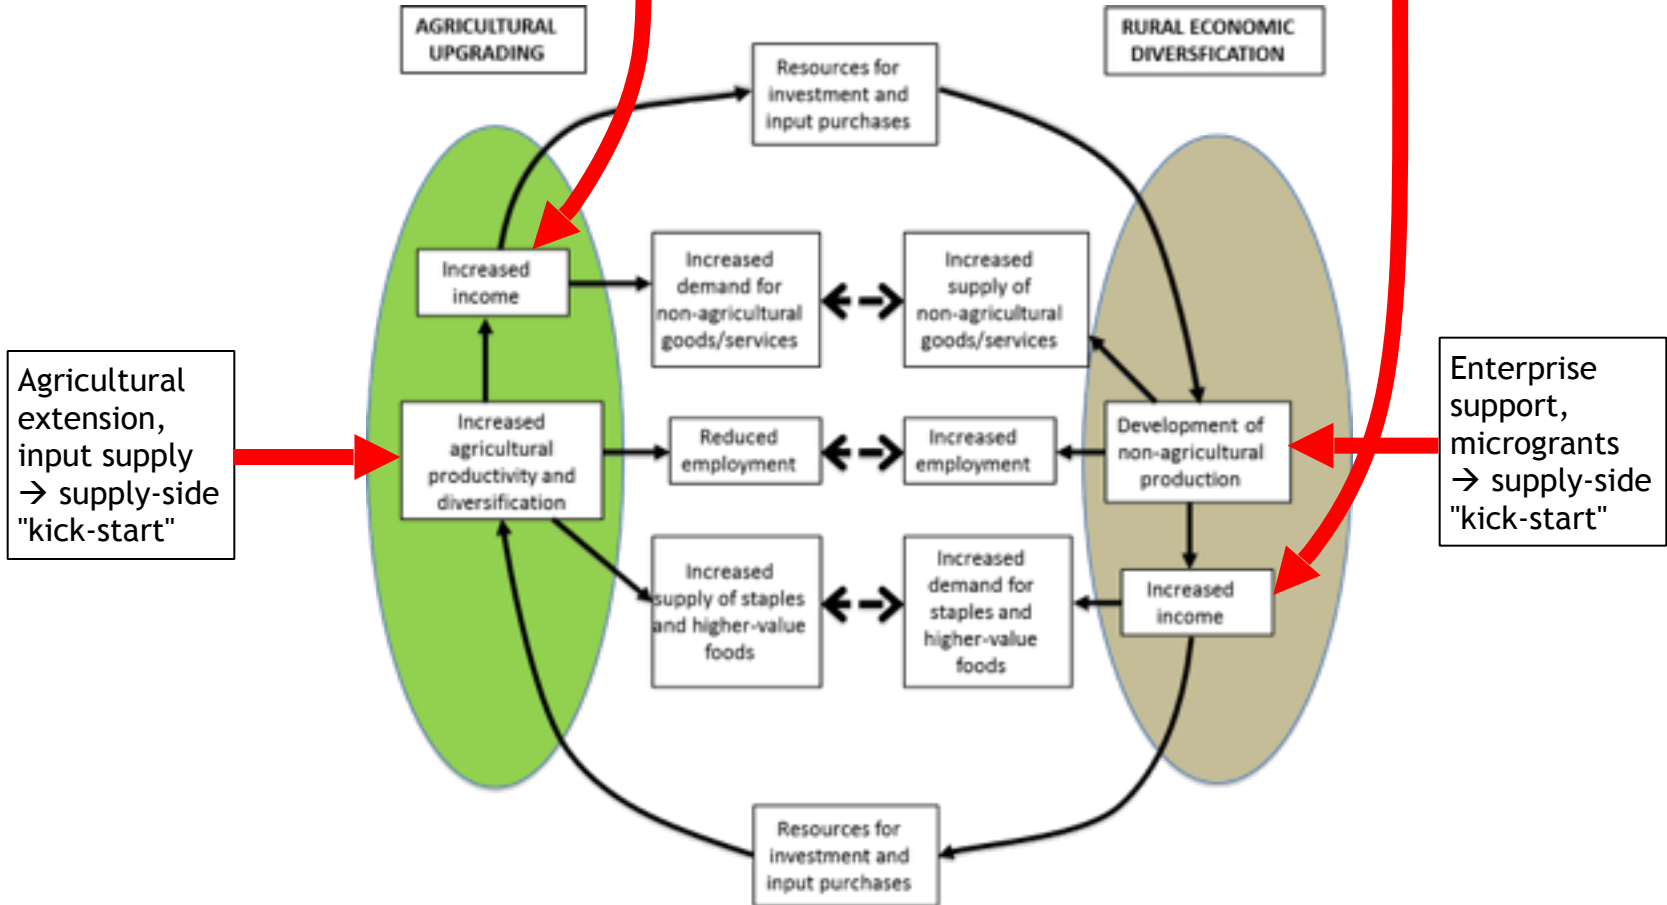 AGRICULTURAL
UPGRADING
RURAL ECONOMIC
DIVERSFICATION
Resources for
investment and
input purchases
Increased
income
Increased
demand for
non-agricultural
goods/services
Increased
supply of
non-agricultural
goods/services
Agricultural
extension,
input supply
→ supply-side
"kick-start"
Increased
agricultural
productivity and
diversification
Reduced
employment
Increased
employment
Development of
non-agricultural
production
Enterprise
support,
microgrants
→ supply-side
"kick-start"
Increased
supply of staples
and higher-value
foods
Increased
demand for
staples and
higher-value
foods
Increased
income
Resources for
investment and
input purchases